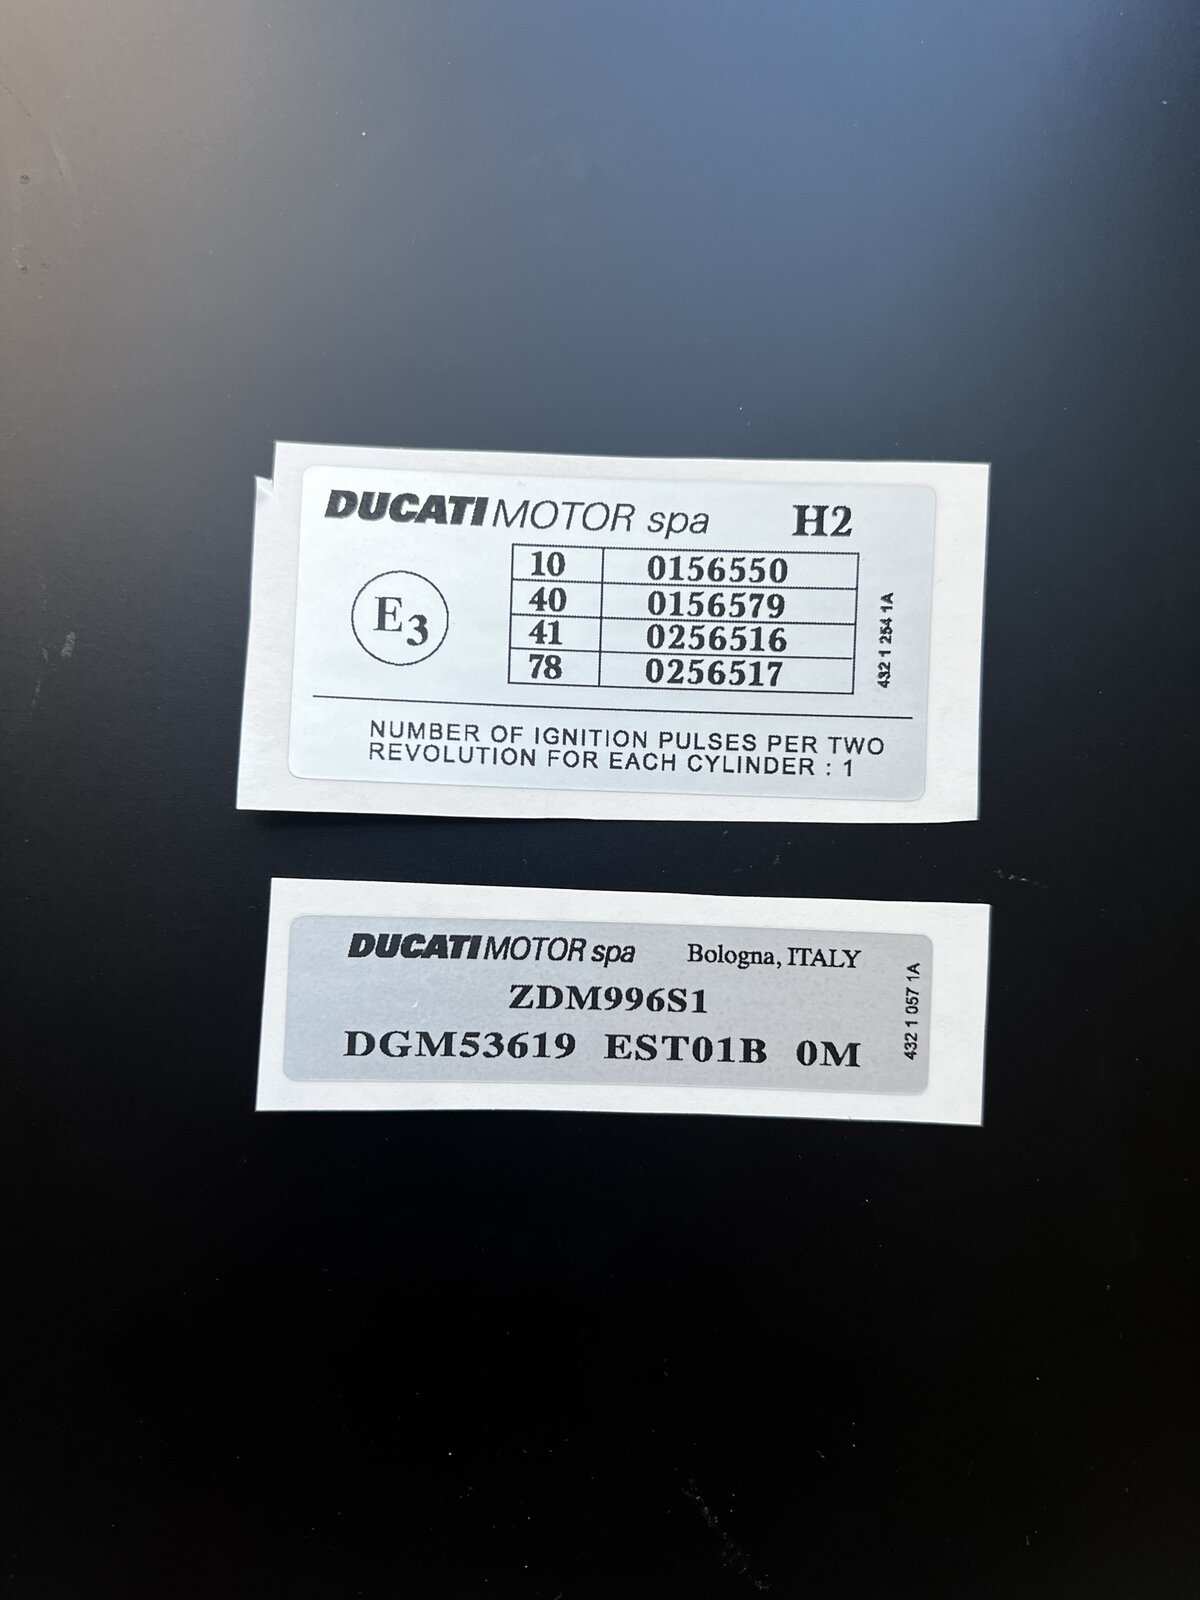 DUCATI MOTOR spa H2
E3
10 0156550
40 0156579
41 0256516
78 0256517
432 1 254 1A
NUMBER OF IGNITION PULSES PER TWO
REVOLUTION FOR EACH CYLINDER : 1
DUCATI MOTOR spa Bologna, ITALY
ZDM996S1
DGM53619 EST01B 0M
432 1 057 1A